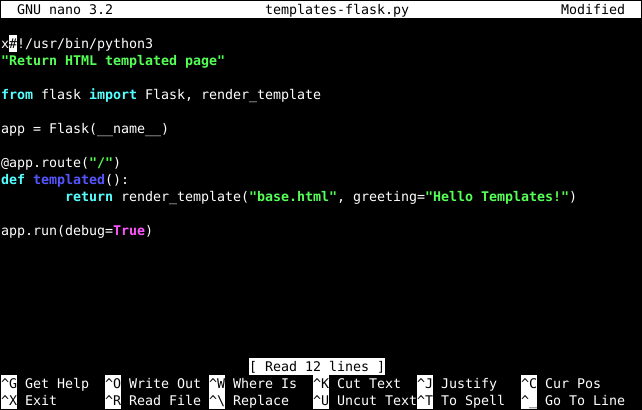 GNU nano 3.2 templates-flask.py Modified
x#!/usr/bin/python3
"Return HTML templated page"
from flask import Flask, render_template
app = Flask(__name__)
@app.route("/")
def templated():
        return render_template("base.html", greeting="Hello Templates!")
app.run(debug=True)
[ Read 12 lines ]
^G Get Help ^O Write Out ^W Where Is ^K Cut Text ^J Justify ^C Cur Pos
^X Exit ^R Read File ^\ Replace ^U Uncut Text ^T To Spell ^_ Go To Line